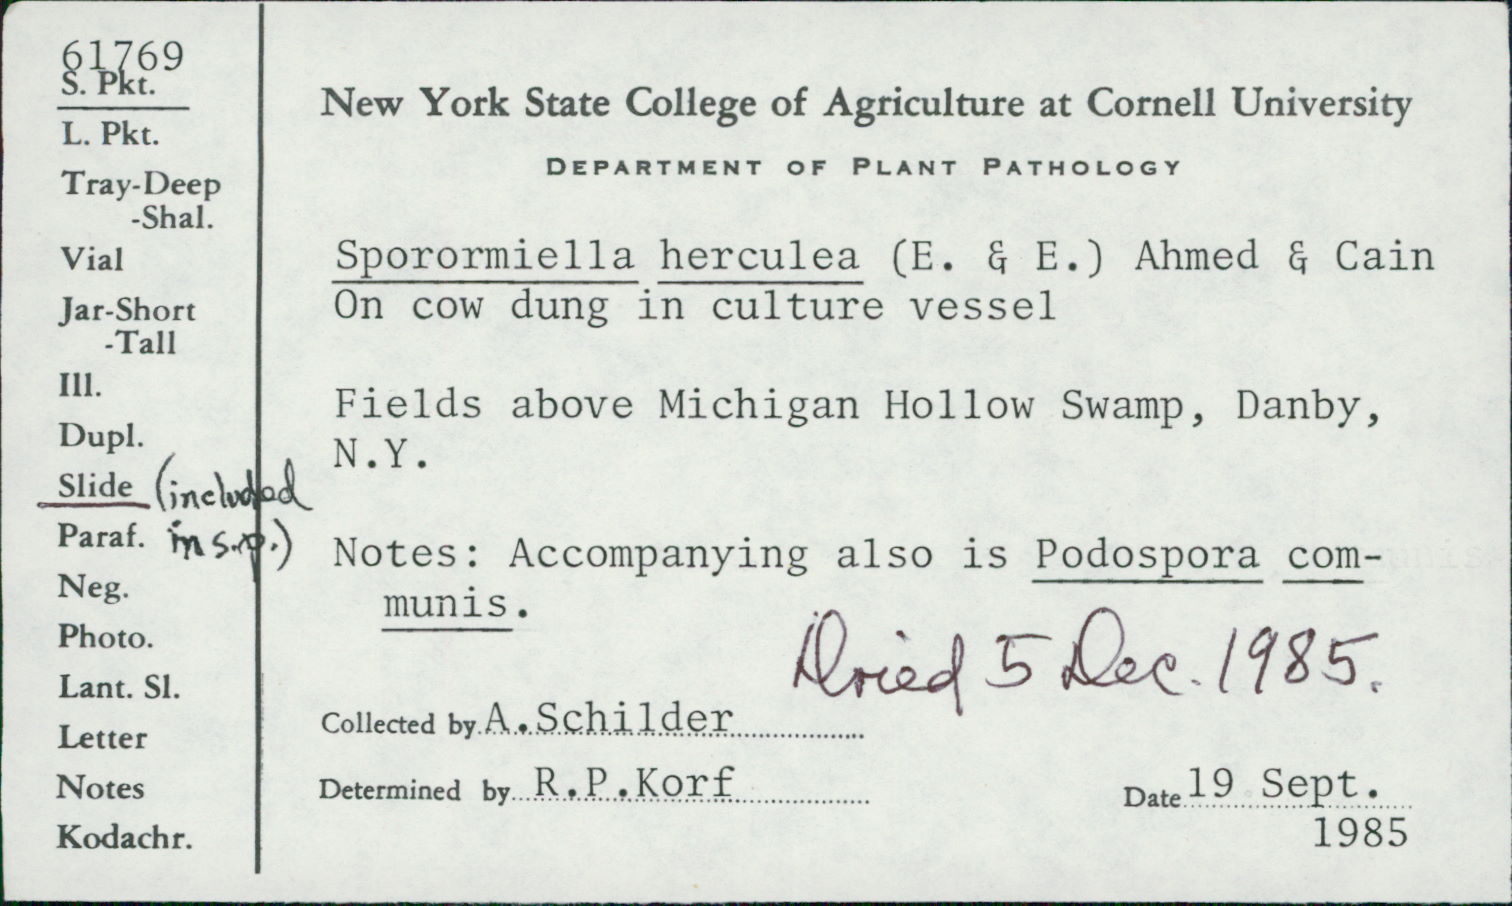 61769
S. Pkt.
L. Pkt.
Tray-Deep
-Shal.
Vial
Jar-Short
-Tall
Ill.
Dupl.
Slide (included
Paraf. in s.p.)
Neg.
Photo.
Lant. Sl.
Letter
Notes
Kodachr.
New York State College of Agriculture at Cornell University
DEPARTMENT OF PLANT PATHOLOGY
Sporormiella herculea (E. & E.) Ahmed & Cain
On cow dung in culture vessel
Fields above Michigan Hollow Swamp, Danby,
N.Y.
Notes: Accompanying also is Podospora com-
munis.
Dried 5 Dec. 1985.
Collected by A.Schilder
Determined by R.P.Korf
Date 19 Sept.
1985